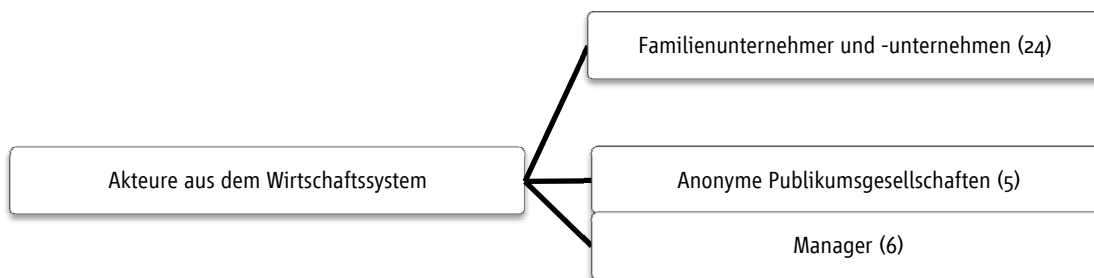 Familienunternehmer und -unternehmen (24)
Akteure aus dem Wirtschaftssystem
Anonyme Publikumsgesellschaften (5)
Manager (6)